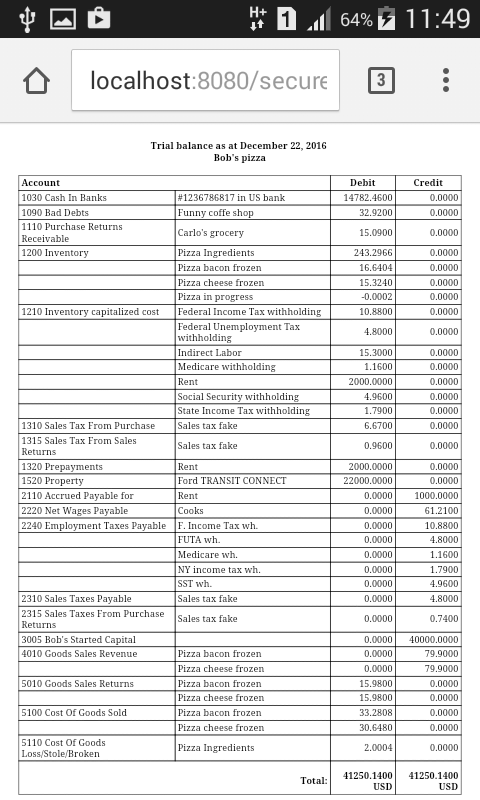 H+ 1 64% 11:49
localhost:8080/secure 3
Trial balance as at December 22, 2016
Bob's pizza
Account Debit Credit
1030 Cash In Banks #1236786817 in US bank 14782.4600 0.0000
1090 Bad Debts Funny coffe shop 32.9200 0.0000
1110 Purchase Returns
Receivable Carlo's grocery 15.0900 0.0000
1200 Inventory Pizza Ingredients 243.2966 0.0000
Pizza bacon frozen 16.6404 0.0000
Pizza cheese frozen 15.3240 0.0000
Pizza in progress -0.0002 0.0000
1210 Inventory capitalized cost Federal Income Tax withholding 10.8800 0.0000
Federal Unemployment Tax
withholding 4.8000 0.0000
Indirect Labor 15.3000 0.0000
Medicare withholding 1.1600 0.0000
Rent 2000.0000 0.0000
Social Security withholding 4.9600 0.0000
State Income Tax withholding 1.7900 0.0000
1310 Sales Tax From Purchase Sales tax fake 6.6700 0.0000
1315 Sales Tax From Sales
Returns Sales tax fake 0.9600 0.0000
1320 Prepayments Rent 2000.0000 0.0000
1520 Property Ford TRANSIT CONNECT 22000.0000 0.0000
2110 Accrued Payable for Rent 0.0000 1000.0000
2220 Net Wages Payable Cooks 0.0000 61.2100
2240 Employment Taxes Payable F. Income Tax wh. 0.0000 10.8800
FUTA wh. 0.0000 4.8000
Medicare wh. 0.0000 1.1600
NY income tax wh. 0.0000 1.7900
SST wh. 0.0000 4.9600
2310 Sales Taxes Payable Sales tax fake 0.0000 4.8000
2315 Sales Taxes From Purchase
Returns Sales tax fake 0.0000 0.7400
3005 Bob's Started Capital 0.0000 40000.0000
4010 Goods Sales Revenue Pizza bacon frozen 0.0000 79.9000
Pizza cheese frozen 0.0000 79.9000
5010 Goods Sales Returns Pizza bacon frozen 15.9800 0.0000
Pizza cheese frozen 15.9800 0.0000
5100 Cost Of Goods Sold Pizza bacon frozen 33.2808 0.0000
Pizza cheese frozen 30.6480 0.0000
5110 Cost Of Goods
Loss/Stole/Broken Pizza Ingredients 2.0004 0.0000
Total: 41250.1400 41250.1400
USD USD